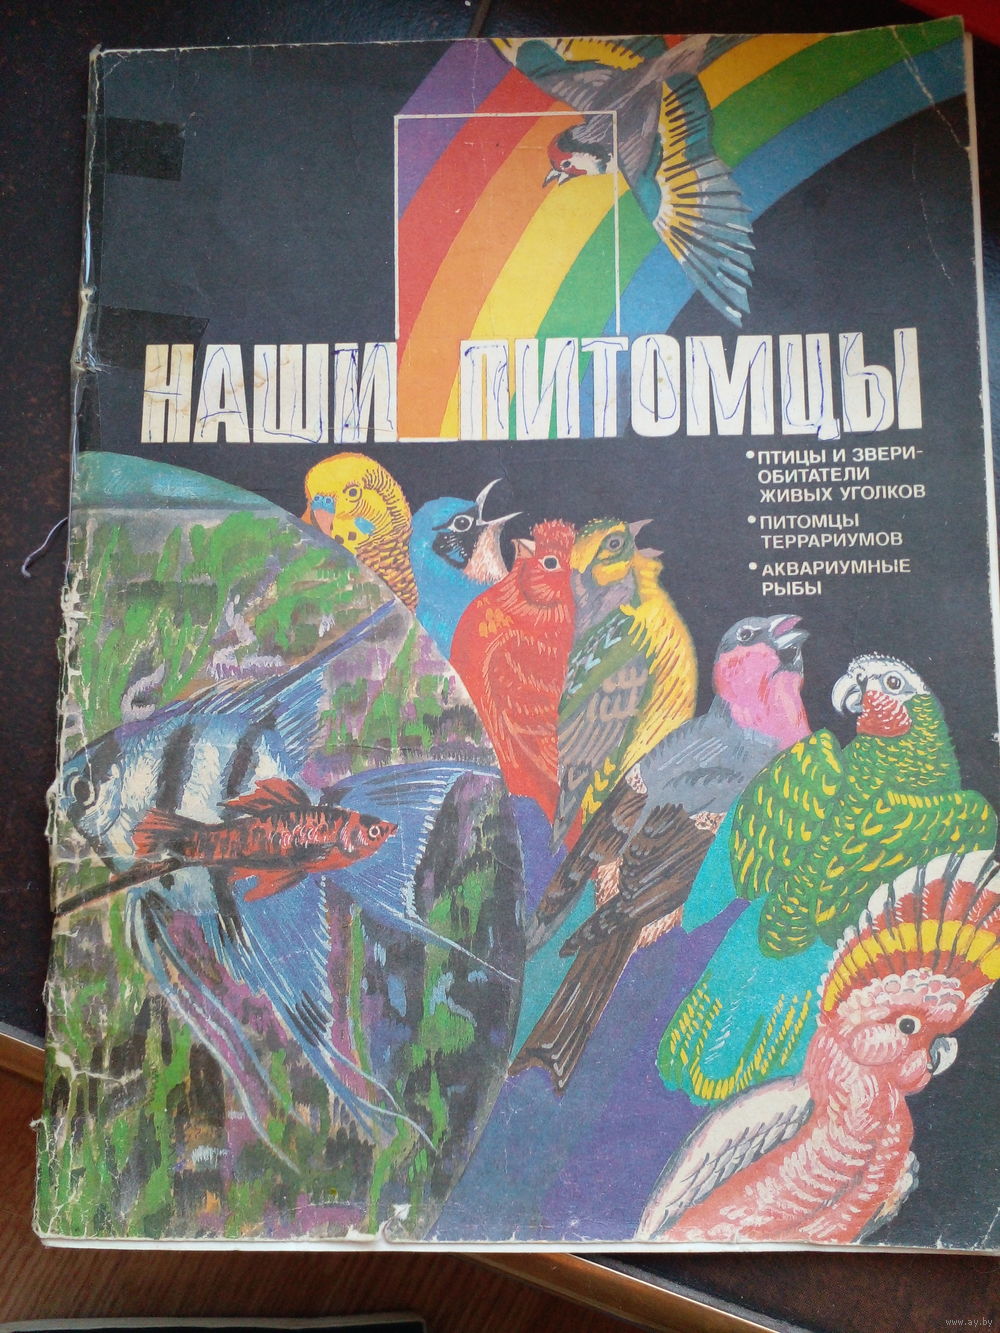 НАШИ ПИТОМЦЫ
• ПТИЦЫ И ЗВЕРИ-
ОБИТАТЕЛИ
ЖИВЫХ УГОЛКОВ
• ПИТОМЦЫ
ТЕРРАРИУМОВ
• АКВАРИУМНЫЕ
РЫБЫ
www.ay.by